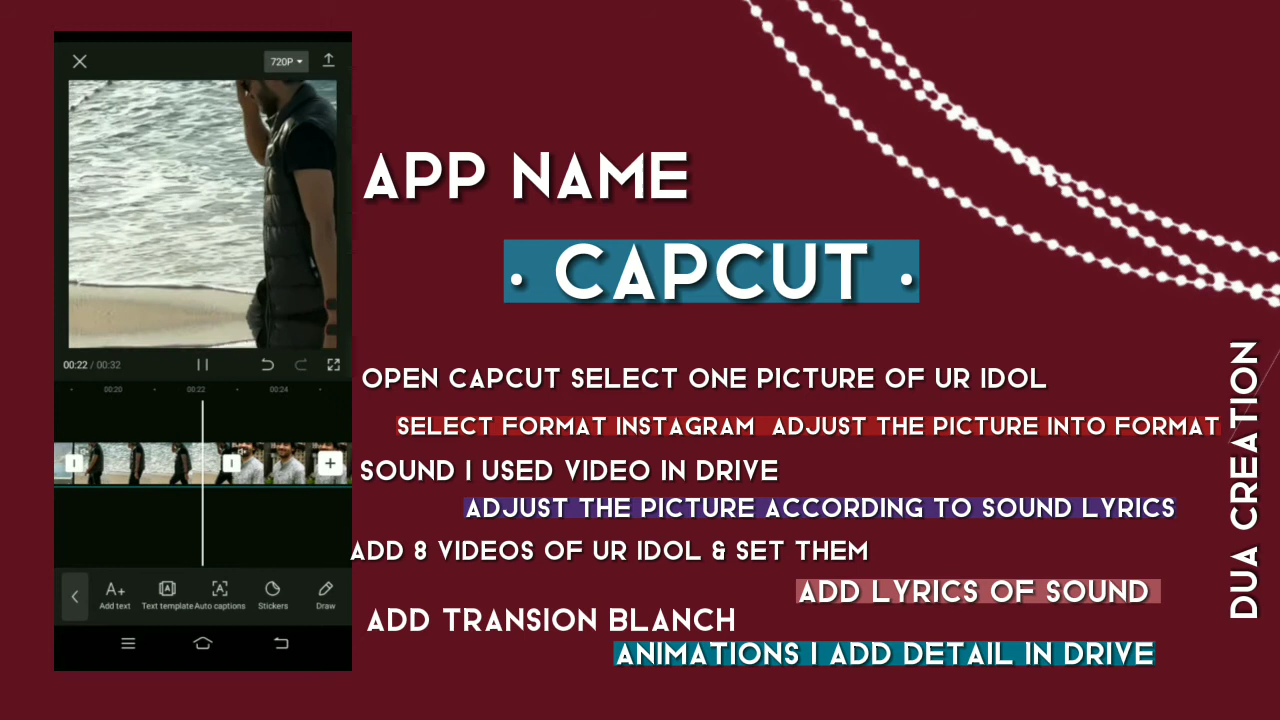 720P
APP NAME
· CAPCUT ·
00:22 / 00:32
00:20
00:22
00:24
OPEN CAPCUT SELECT ONE PICTURE OF UR IDOL
SELECT FORMAT INSTAGRAM ADJUST THE PICTURE INTO FORMAT
SOUND I USED VIDEO IN DRIVE
ADJUST THE PICTURE ACCORDING TO SOUND LYRICS
ADD 8 VIDEOS OF UR IDOL & SET THEM
ADD LYRICS OF SOUND
ADD TRANSION BLANCH
ANIMATIONS I ADD DETAIL IN DRIVE
Add text
Text template
Auto captions
Stickers
Draw
DUA CREATION